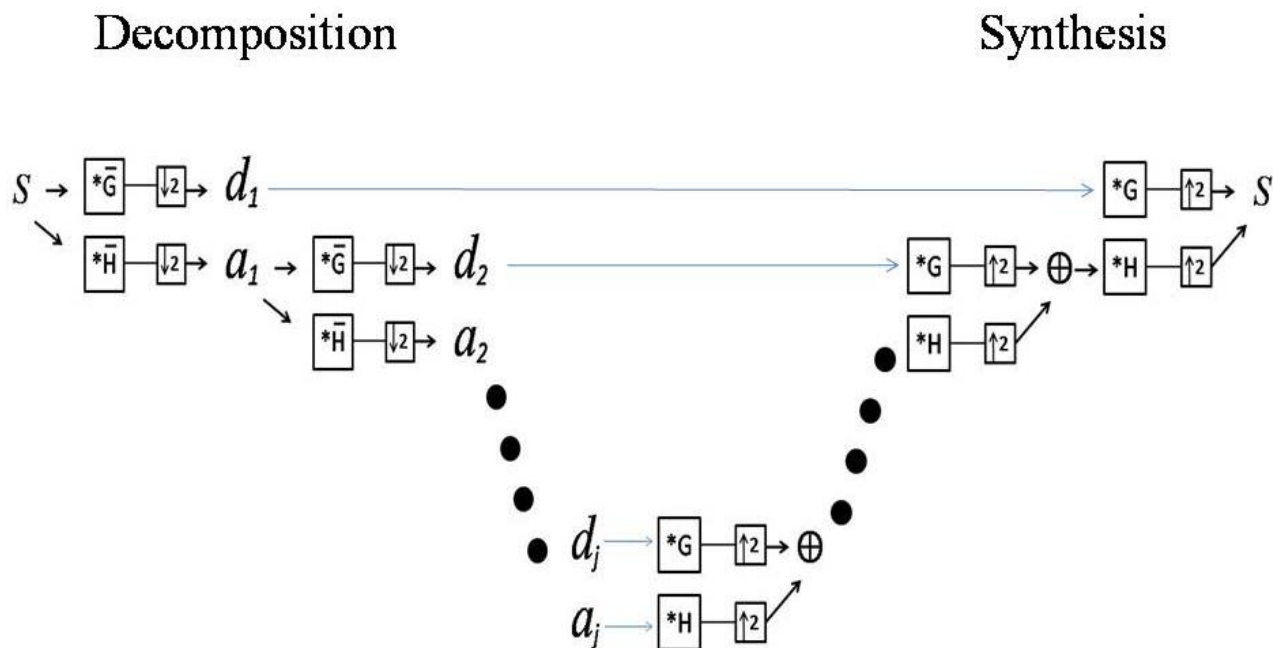 Decomposition Synthesis
S → *G̅ ↓2 → d₁ *G ↑2 → S
*H̅ ↓2 → a₁ → *G̅ ↓2 → d₂ *G ↑2 → ⊕ → *H ↑2
*H̅ ↓2 → a₂ *H ↑2
dⱼ → *G ↑2 → ⊕
aⱼ → *H ↑2